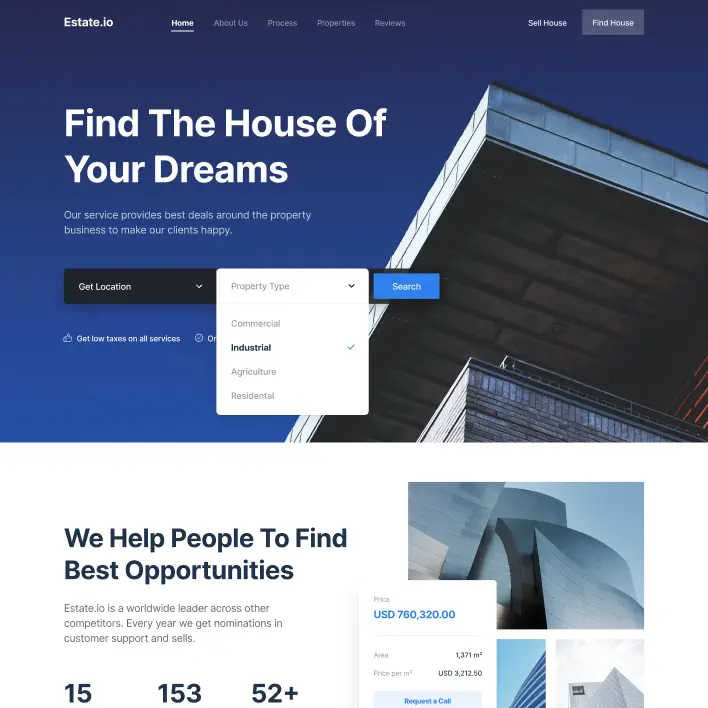 Estate.io
Home
About Us
Process
Properties
Reviews
Sell House
Find House
Find The House Of
Your Dreams
Our service provides best deals around the property
business to make our clients happy.
Get Location
Property Type
Search
Commercial
Industrial
Agriculture
Residental
Get low taxes on all services
We Help People To Find
Best Opportunities
Estate.io is a worldwide leader across other
competitors. Every year we get nominations in
customer support and sells.
15
153
52+
Price
USD 760,320.00
Area
1,371 m²
Price per m²
USD 3,212.50
Request a Call